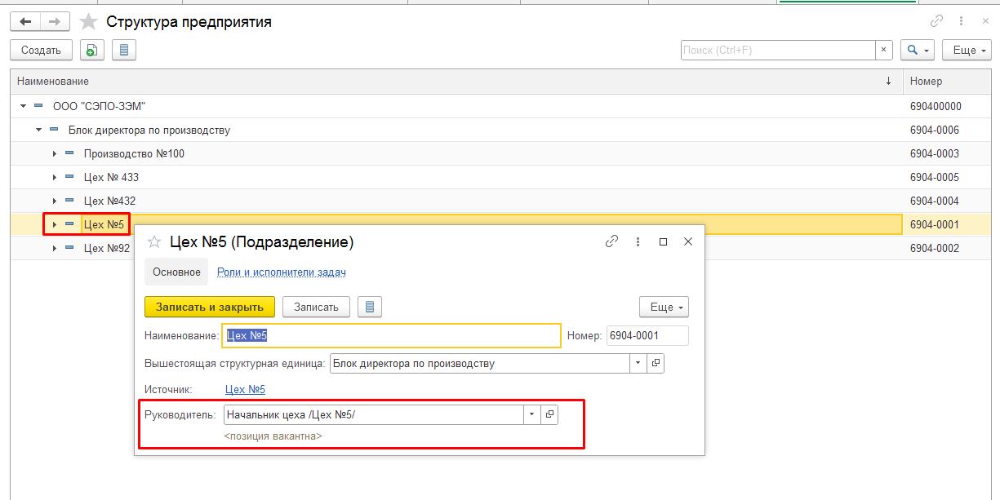 Структура предприятия
Создать
Поиск (Ctrl+F)
×
Еще
Наименование ↓ Номер
ООО "СЭПО-ЗЭМ" 690400000
Блок директора по производству 6904-0006
Производство №100 6904-0003
Цех № 433 6904-0005
Цех №432 6904-0004
Цех №5 6904-0001
Цех №92 6904-0002
Цех №5 (Подразделение)
Основное Роли и исполнители задач
Записать и закрыть Записать Еще
Наименование: Цех №5 Номер: 6904-0001
Вышестоящая структурная единица: Блок директора по производству
Источник: Цех №5
Руководитель: Начальник цеха /Цех №5/
<позиция вакантна>